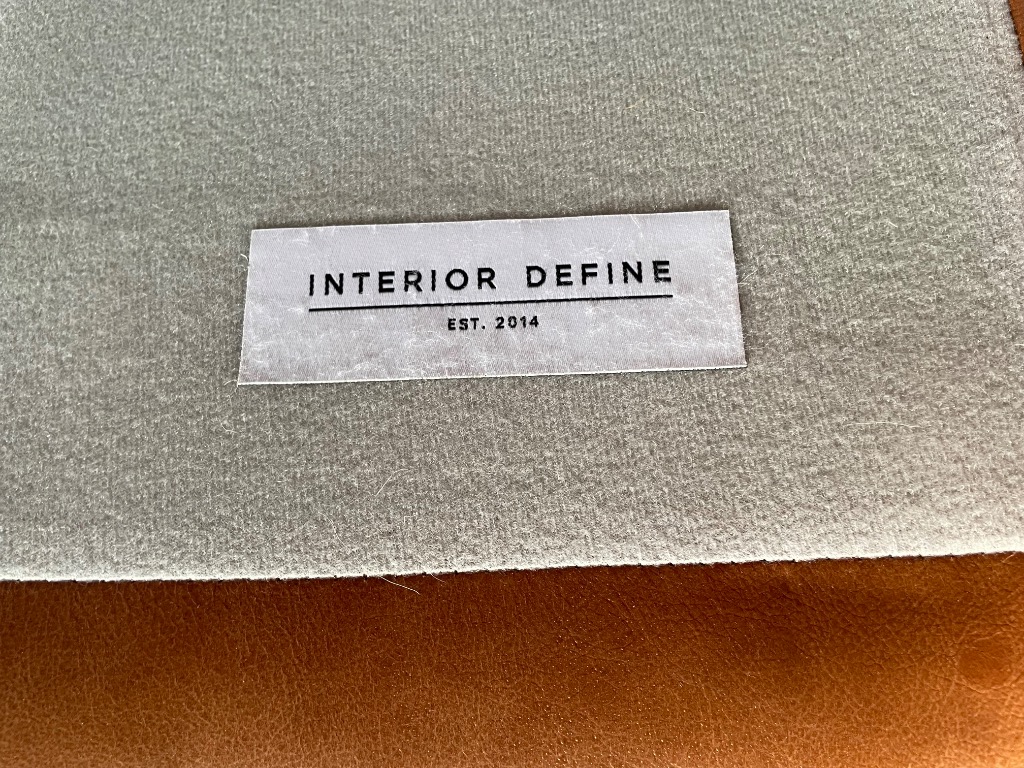 INTERIOR DEFINE
EST. 2014